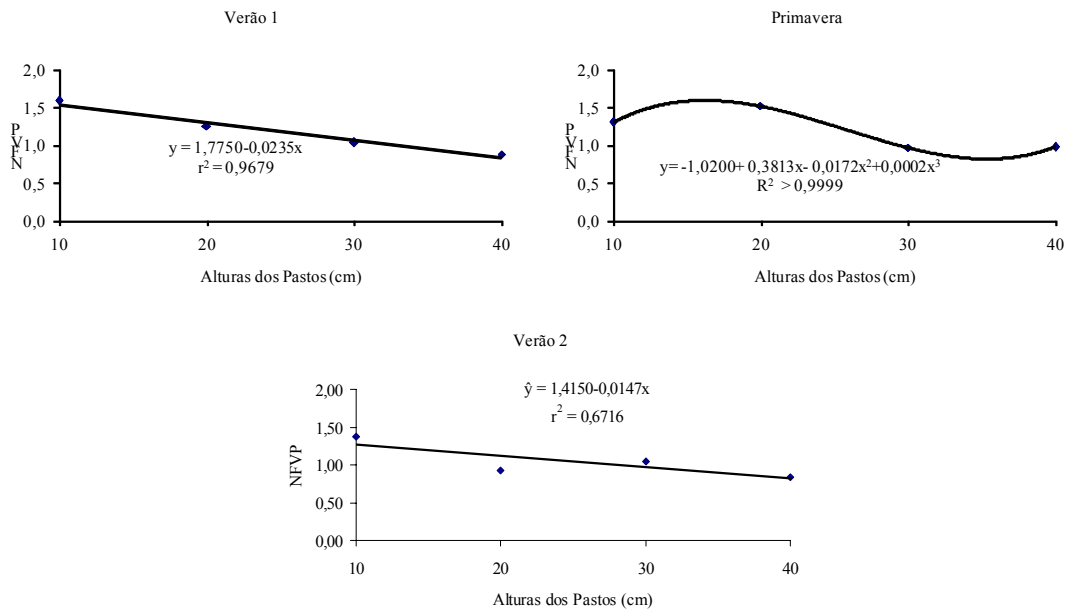 Verão 1
2,0
1,5
1,0
0,5
0,0
NFVP
y = 1,7750-0,0235x
r² = 0,9679
10 20 30 40
Alturas dos Pastos (cm)
Primavera
2,0
1,5
1,0
0,5
0,0
NFVP
y= -1,0200+ 0,3813x- 0,0172x²+0,0002x³
R² > 0,9999
10 20 30 40
Alturas dos Pastos (cm)
Verão 2
2,00
1,50
1,00
0,50
0,00
NFVP
ŷ = 1,4150-0,0147x
r² = 0,6716
10 20 30 40
Alturas dos Pastos (cm)